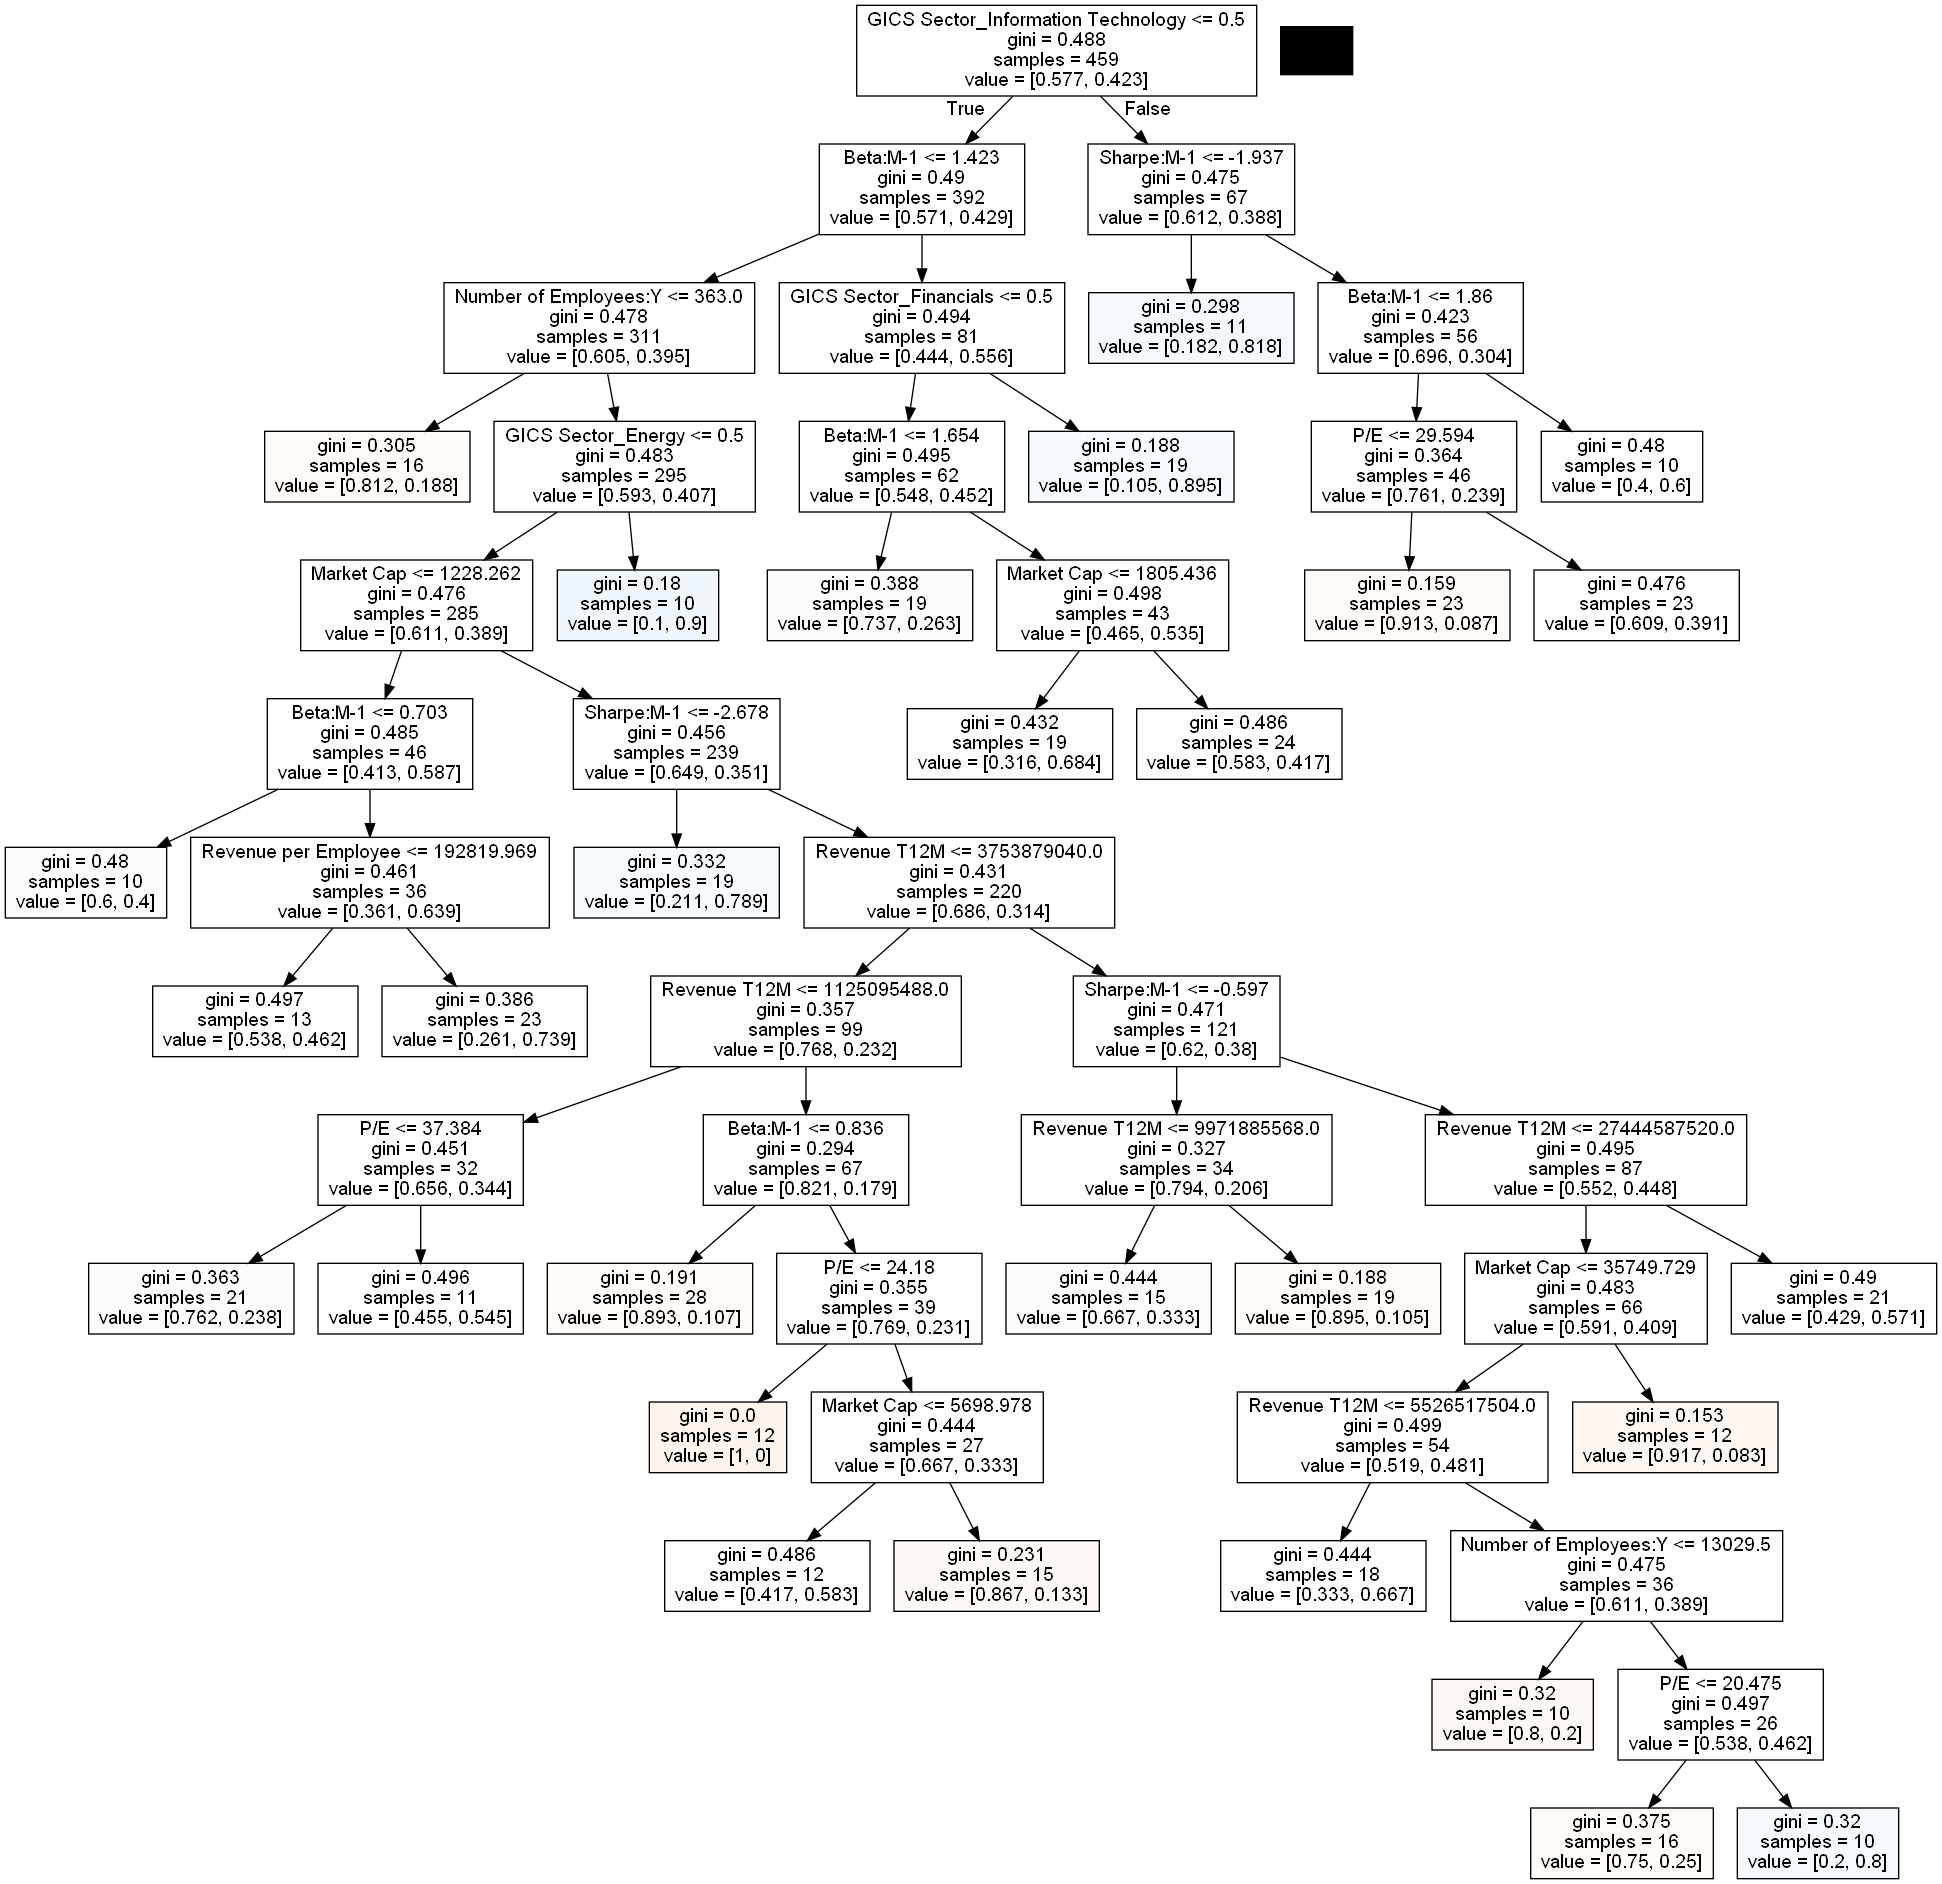 GICS Sector_Information Technology <= 0.5
gini = 0.488
samples = 459
value = [0.577, 0.423]
True
False
Beta:M-1 <= 1.423
gini = 0.49
samples = 392
value = [0.571, 0.429]
Sharpe:M-1 <= -1.937
gini = 0.475
samples = 67
value = [0.612, 0.388]
Number of Employees:Y <= 363.0
gini = 0.478
samples = 311
value = [0.605, 0.395]
GICS Sector_Financials <= 0.5
gini = 0.494
samples = 81
value = [0.444, 0.556]
gini = 0.298
samples = 11
value = [0.182, 0.818]
Beta:M-1 <= 1.86
gini = 0.423
samples = 56
value = [0.696, 0.304]
gini = 0.305
samples = 16
value = [0.812, 0.188]
GICS Sector_Energy <= 0.5
gini = 0.483
samples = 295
value = [0.593, 0.407]
Beta:M-1 <= 1.654
gini = 0.495
samples = 62
value = [0.548, 0.452]
gini = 0.188
samples = 19
value = [0.105, 0.895]
P/E <= 29.594
gini = 0.364
samples = 46
value = [0.761, 0.239]
gini = 0.48
samples = 10
value = [0.4, 0.6]
Market Cap <= 1228.262
gini = 0.476
samples = 285
value = [0.611, 0.389]
gini = 0.18
samples = 10
value = [0.1, 0.9]
gini = 0.388
samples = 19
value = [0.737, 0.263]
Market Cap <= 1805.436
gini = 0.498
samples = 43
value = [0.465, 0.535]
gini = 0.159
samples = 23
value = [0.913, 0.087]
gini = 0.476
samples = 23
value = [0.609, 0.391]
Beta:M-1 <= 0.703
gini = 0.485
samples = 46
value = [0.413, 0.587]
Sharpe:M-1 <= -2.678
gini = 0.456
samples = 239
value = [0.649, 0.351]
gini = 0.432
samples = 19
value = [0.316, 0.684]
gini = 0.486
samples = 24
value = [0.583, 0.417]
gini = 0.48
samples = 10
value = [0.6, 0.4]
Revenue per Employee <= 192819.969
gini = 0.461
samples = 36
value = [0.361, 0.639]
gini = 0.332
samples = 19
value = [0.211, 0.789]
Revenue T12M <= 3753879040.0
gini = 0.431
samples = 220
value = [0.686, 0.314]
gini = 0.497
samples = 13
value = [0.538, 0.462]
gini = 0.386
samples = 23
value = [0.261, 0.739]
Revenue T12M <= 1125095488.0
gini = 0.357
samples = 99
value = [0.768, 0.232]
Sharpe:M-1 <= -0.597
gini = 0.471
samples = 121
value = [0.62, 0.38]
P/E <= 37.384
gini = 0.451
samples = 32
value = [0.656, 0.344]
Beta:M-1 <= 0.836
gini = 0.294
samples = 67
value = [0.821, 0.179]
Revenue T12M <= 9971885568.0
gini = 0.327
samples = 34
value = [0.794, 0.206]
Revenue T12M <= 27444587520.0
gini = 0.495
samples = 87
value = [0.552, 0.448]
gini = 0.363
samples = 21
value = [0.762, 0.238]
gini = 0.496
samples = 11
value = [0.455, 0.545]
gini = 0.191
samples = 28
value = [0.893, 0.107]
P/E <= 24.18
gini = 0.355
samples = 39
value = [0.769, 0.231]
gini = 0.444
samples = 15
value = [0.667, 0.333]
gini = 0.188
samples = 19
value = [0.895, 0.105]
Market Cap <= 35749.729
gini = 0.483
samples = 66
value = [0.591, 0.409]
gini = 0.49
samples = 21
value = [0.429, 0.571]
gini = 0.0
samples = 12
value = [1, 0]
Market Cap <= 5698.978
gini = 0.444
samples = 27
value = [0.667, 0.333]
Revenue T12M <= 5526517504.0
gini = 0.499
samples = 54
value = [0.519, 0.481]
gini = 0.153
samples = 12
value = [0.917, 0.083]
gini = 0.486
samples = 12
value = [0.417, 0.583]
gini = 0.231
samples = 15
value = [0.867, 0.133]
gini = 0.444
samples = 18
value = [0.333, 0.667]
Number of Employees:Y <= 13029.5
gini = 0.475
samples = 36
value = [0.611, 0.389]
gini = 0.32
samples = 10
value = [0.8, 0.2]
P/E <= 20.475
gini = 0.497
samples = 26
value = [0.538, 0.462]
gini = 0.375
samples = 16
value = [0.75, 0.25]
gini = 0.32
samples = 10
value = [0.2, 0.8]